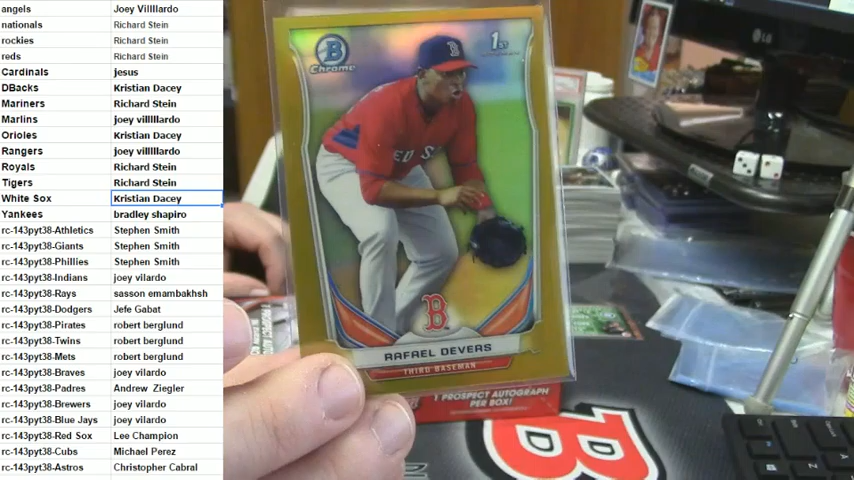 angels Joey Villllardo
nationals Richard Stein
rockies Richard Stein
reds Richard Stein
Cardinals jesus
DBacks Kristian Dacey
Mariners Richard Stein
Marlins joey villlllardo
Orioles Kristian Dacey
Rangers joey villlllardo
Royals Richard Stein
Tigers Richard Stein
White Sox Kristian Dacey
Yankees bradley shapiro
rc-143pyt38-Athletics Stephen Smith
rc-143pyt38-Giants Stephen Smith
rc-143pyt38-Phillies Stephen Smith
rc-143pyt38-Indians joey vilardo
rc-143pyt38-Rays sasson emambakhsh
rc-143pyt38-Dodgers Jefe Gabat
rc-143pyt38-Pirates robert berglund
rc-143pyt38-Twins robert berglund
rc-143pyt38-Mets robert berglund
rc-143pyt38-Braves joey vilardo
rc-143pyt38-Padres Andrew Ziegler
rc-143pyt38-Brewers joey vilardo
rc-143pyt38-Blue Jays joey vilardo
rc-143pyt38-Red Sox Lee Champion
rc-143pyt38-Cubs Michael Perez
rc-143pyt38-Astros Christopher Cabral
B
Chrome
1ST
B
RED SOX
B
RAFAEL DEVERS
THIRD BASEMAN
1 PROSPECT AUTOGRAPH
PER BOX!
B
LG